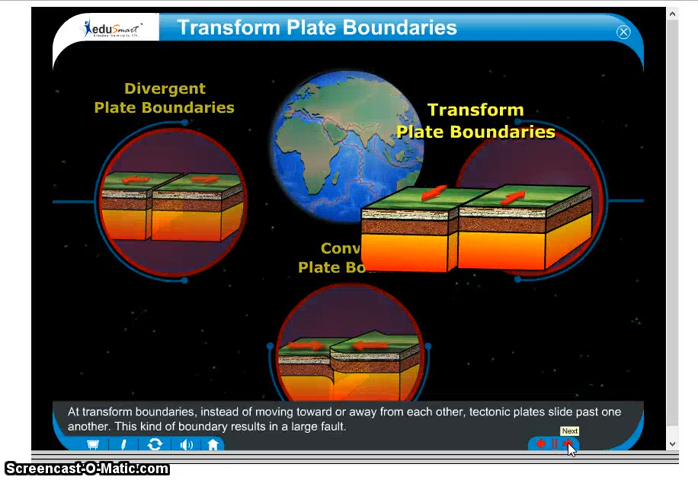 eduSmart
Transform Plate Boundaries
Divergent
Plate Boundaries
Transform
Plate Boundaries
Conv
Plate Bo
At transform boundaries, instead of moving toward or away from each other, tectonic plates slide past one
another. This kind of boundary results in a large fault.
Next
Screencast-O-Matic.com